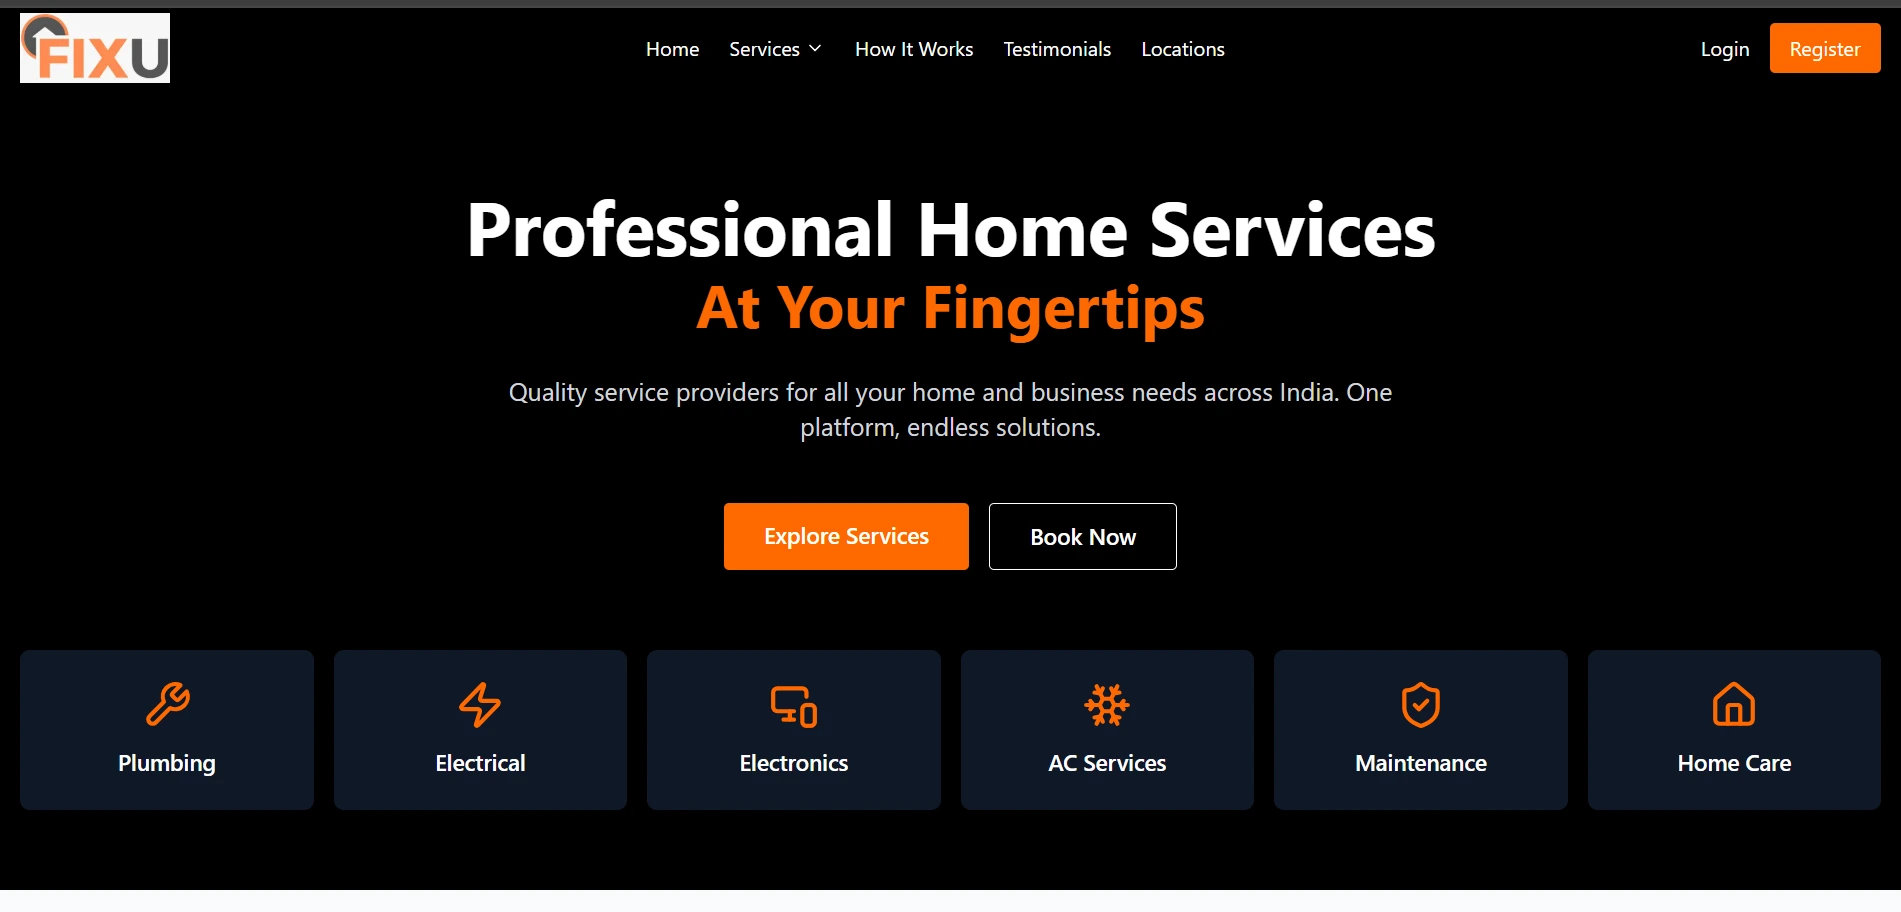 FIXU
Home
Services
How It Works
Testimonials
Locations
Login
Register
Professional Home Services
At Your Fingertips
Quality service providers for all your home and business needs across India. One
platform, endless solutions.
Explore Services
Book Now
Plumbing
Electrical
Electronics
AC Services
Maintenance
Home Care